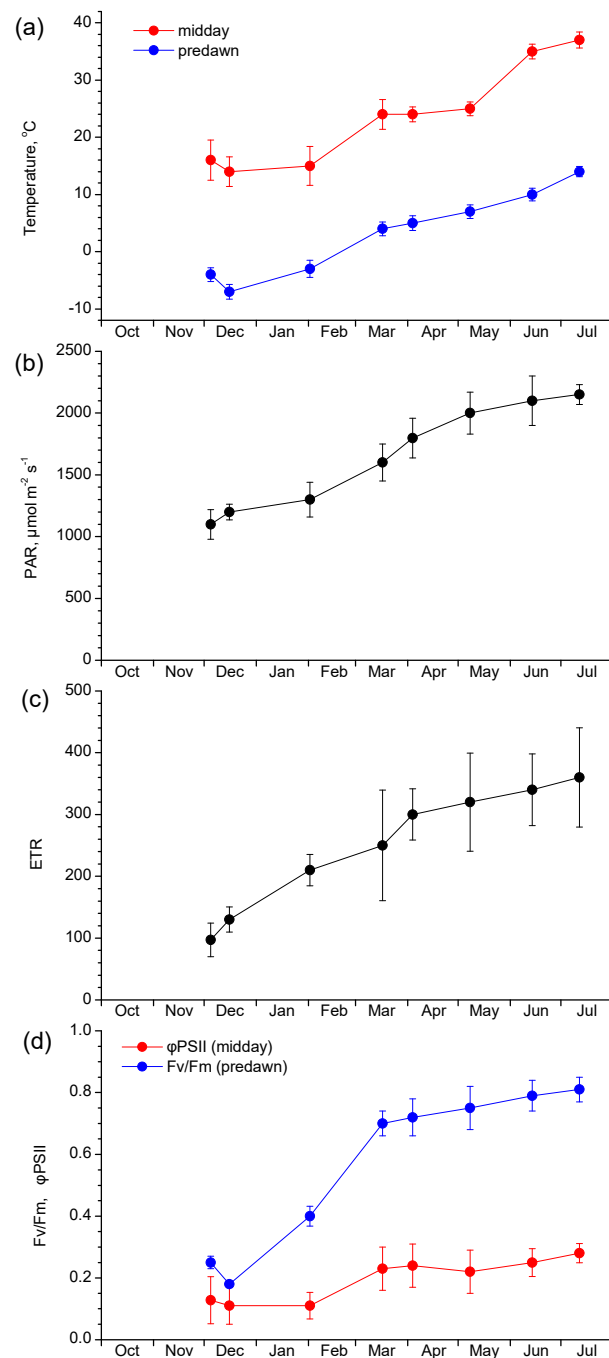 (a)
midday
predawn
40
30
20
10
0
-10
Temperature, °C
Oct Nov Dec Jan Feb Mar Apr May Jun Jul
(b)
2500
2000
1500
1000
500
0
PAR, µmol m⁻² s⁻¹
Oct Nov Dec Jan Feb Mar Apr May Jun Jul
(c)
500
400
300
200
100
0
ETR
Oct Nov Dec Jan Feb Mar Apr May Jun Jul
(d)
φPSII (midday)
Fv/Fm (predawn)
1.0
0.8
0.6
0.4
0.2
0.0
Fv/Fm, φPSII
Oct Nov Dec Jan Feb Mar Apr May Jun Jul